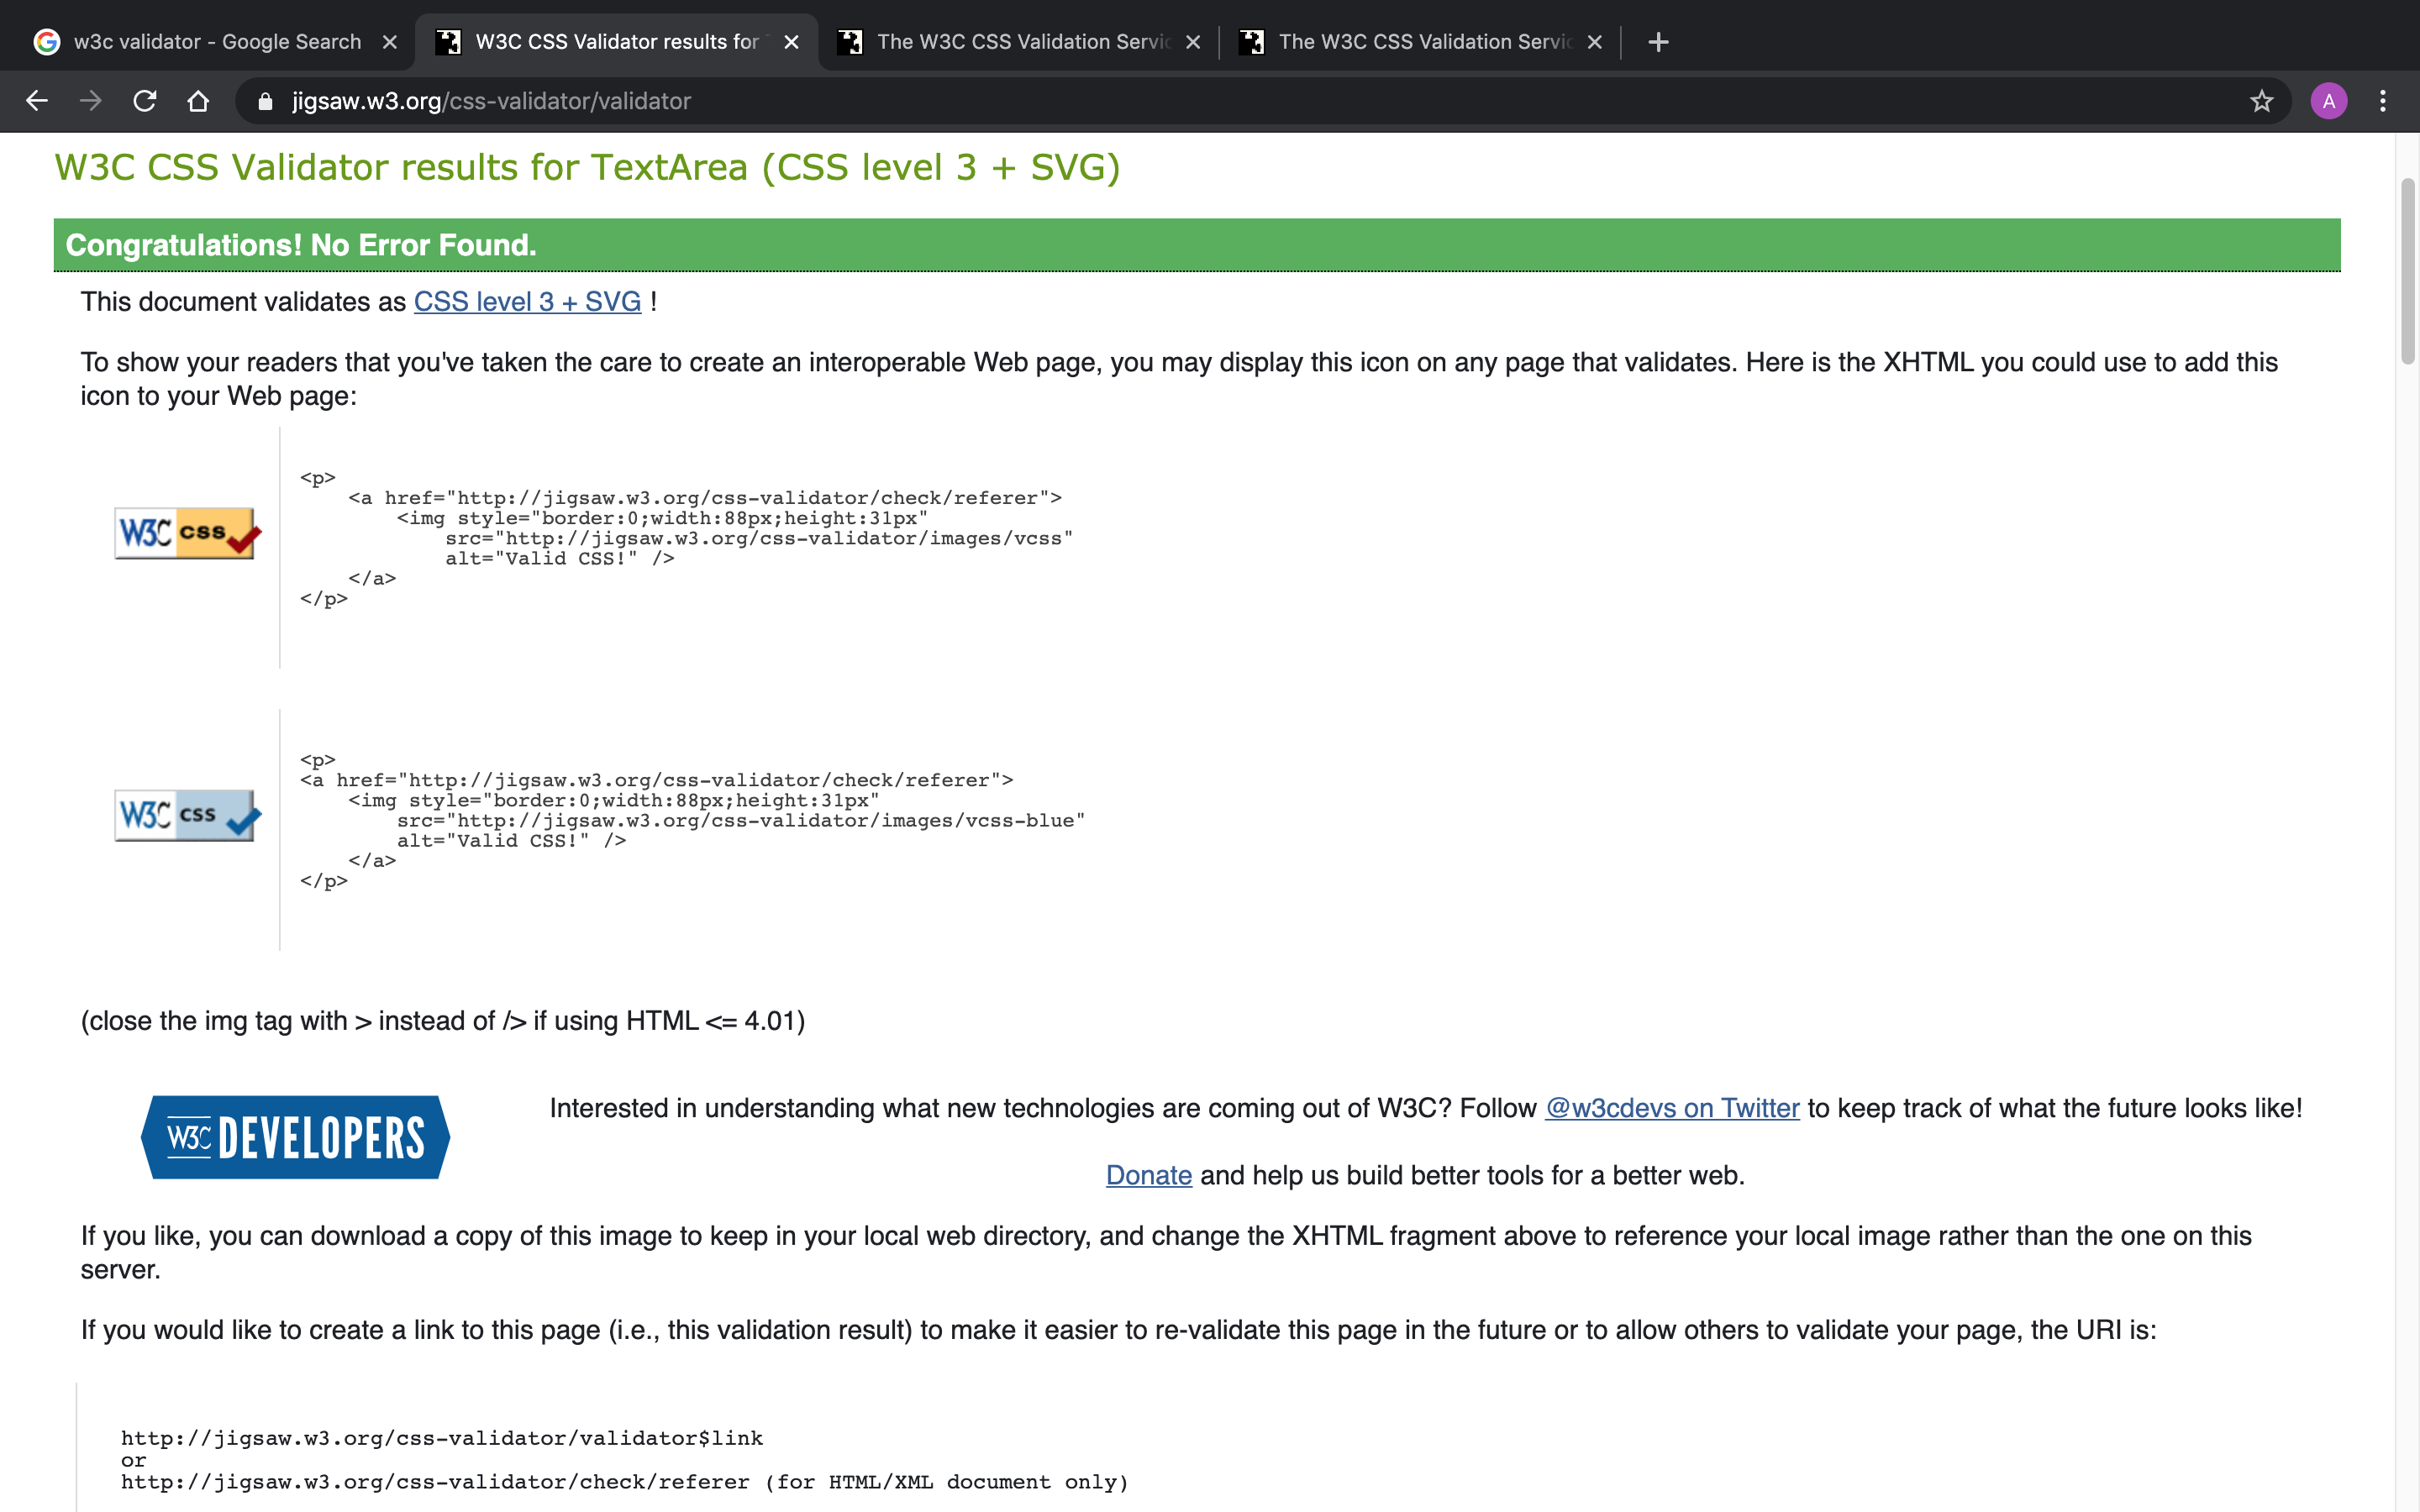 w3c validator - Google Search
W3C CSS Validator results for
The W3C CSS Validation Servic
The W3C CSS Validation Servic
jigsaw.w3.org/css-validator/validator
A
W3C CSS Validator results for TextArea (CSS level 3 + SVG)
Congratulations! No Error Found.
This document validates as CSS level 3 + SVG !
To show your readers that you've taken the care to create an interoperable Web page, you may display this icon on any page that validates. Here is the XHTML you could use to add this
icon to your Web page:
W3C css
<p>
<a href="http://jigsaw.w3.org/css-validator/check/referer">
<img style="border:0;width:88px;height:31px"
src="http://jigsaw.w3.org/css-validator/images/vcss"
alt="Valid CSS!" />
</a>
</p>
W3C css
<p>
<a href="http://jigsaw.w3.org/css-validator/check/referer">
<img style="border:0;width:88px;height:31px"
src="http://jigsaw.w3.org/css-validator/images/vcss-blue"
alt="Valid CSS!" />
</a>
</p>
(close the img tag with > instead of /> if using HTML <= 4.01)
W3C DEVELOPERS
Interested in understanding what new technologies are coming out of W3C? Follow @w3cdevs on Twitter to keep track of what the future looks like!
Donate and help us build better tools for a better web.
If you like, you can download a copy of this image to keep in your local web directory, and change the XHTML fragment above to reference your local image rather than the one on this
server.
If you would like to create a link to this page (i.e., this validation result) to make it easier to re-validate this page in the future or to allow others to validate your page, the URI is:
http://jigsaw.w3.org/css-validator/validator$link
or
http://jigsaw.w3.org/css-validator/check/referer (for HTML/XML document only)